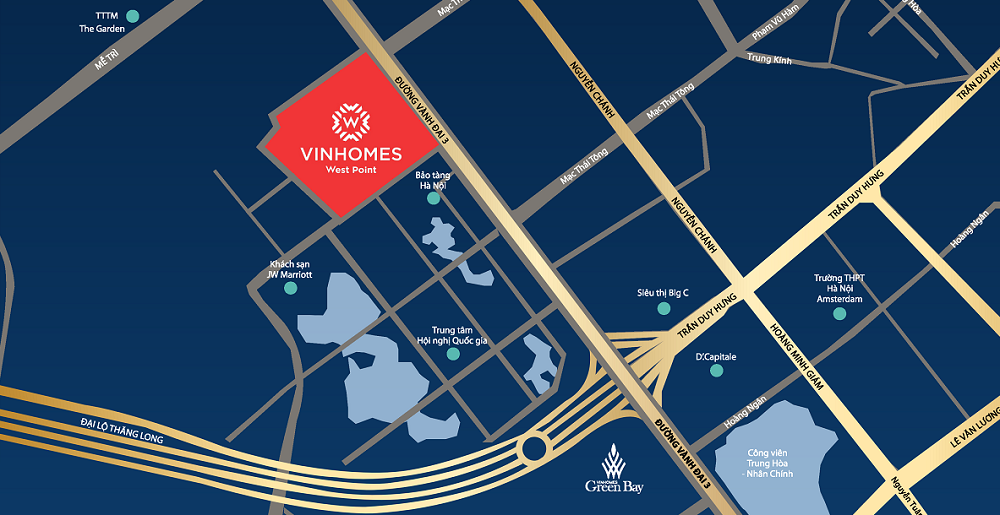 TTTM
The Garden
MỄ TRÌ
Mạc Thái Tông
Phạm Vũ Hàm
Trung Kính
TRẦN DUY HƯNG
ĐƯỜNG VÀNH ĐAI 3
NGUYỄN CHÁNH
Mạc Thái Tông
Mạc Thái Tông
VINHOMES
West Point
Bảo tàng
Hà Nội
TRẦN DUY HƯNG
NGUYỄN CHÁNH
Hoàng Ngân
Khách sạn
JW Marriott
Siêu thị Big C
Trường THPT
Hà Nội
Amsterdam
TRẦN DUY HƯNG
Trung tâm
Hội nghị Quốc gia
HOÀNG MINH GIÁM
D'.Capitale
Hoàng Ngân
ĐẠI LỘ THĂNG LONG
ĐƯỜNG VÀNH ĐAI 3
LÊ VĂN LƯƠNG
Công viên
Trung Hòa
- Nhân Chính
VINHOMES
Green Bay
Nguyễn Tuân